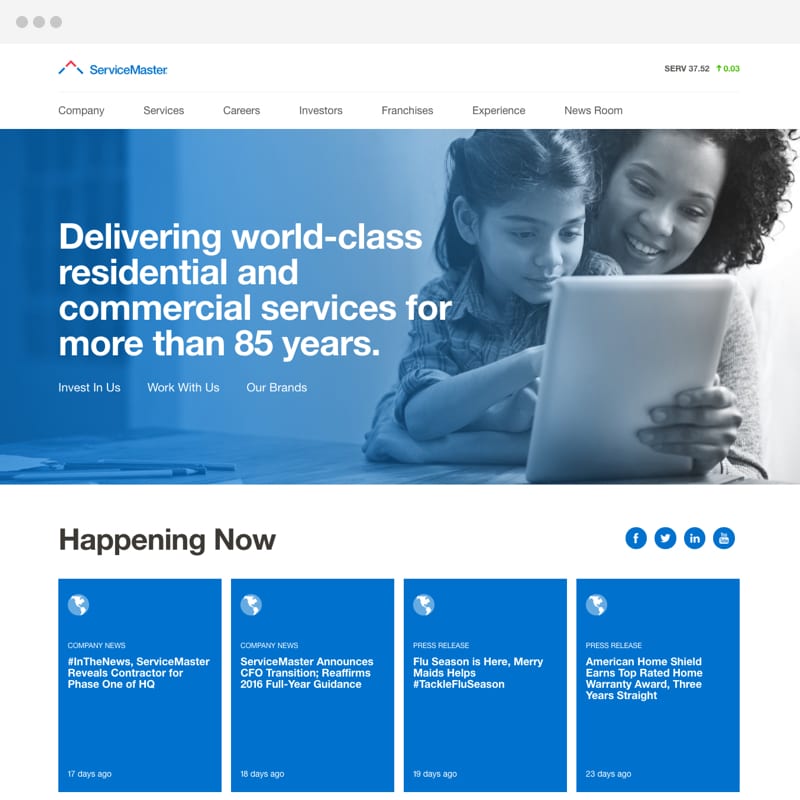 ServiceMaster
SERV 37.52 0.03
Company Services Careers Investors Franchises Experience News Room
Delivering world-class
residential and
commercial services for
more than 85 years.
Invest In Us Work With Us Our Brands
Happening Now
f in You Tube
COMPANY NEWS
#InTheNews, ServiceMaster
Reveals Contractor for
Phase One of HQ
17 days ago
COMPANY NEWS
ServiceMaster Announces
CFO Transition; Reaffirms
2016 Full-Year Guidance
18 days ago
PRESS RELEASE
Flu Season is Here, Merry
Maids Helps
#TackleFluSeason
19 days ago
PRESS RELEASE
American Home Shield
Earns Top Rated Home
Warranty Award, Three
Years Straight
23 days ago